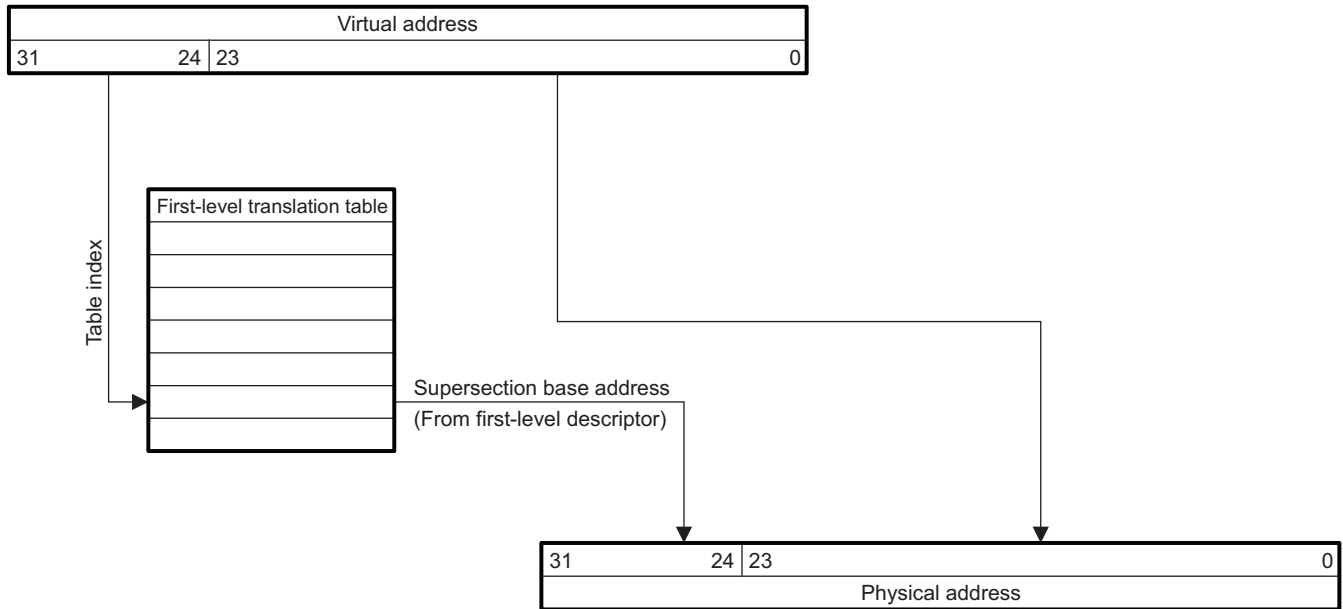 Virtual address
31 24 23 0
First-level translation table
Table index
Supersection base address
(From first-level descriptor)
31 24 23 0
Physical address